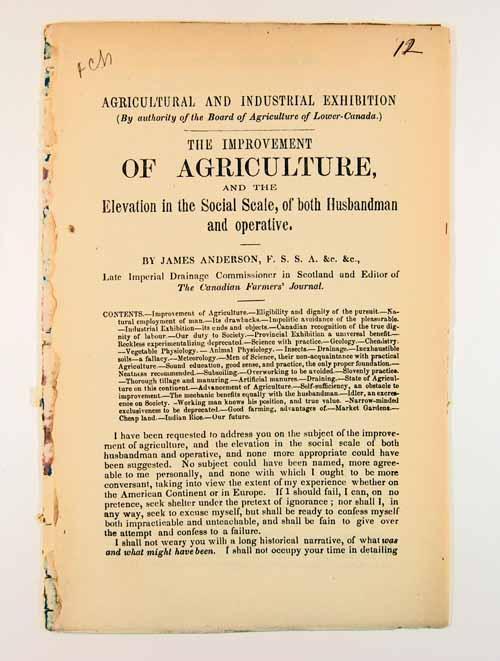 12
AGRICULTURAL AND INDUSTRIAL EXHIBITION
(By authority of the Board of Agriculture of Lower-Canada.)
THE IMPROVEMENT
OF AGRICULTURE,
AND THE
Elevation in the Social Scale, of both Husbandman
and operative.
BY JAMES ANDERSON, F. S. S. A. &c. &c.,
Late Imperial Drainage Commissioner in Scotland and Editor of
The Canadian Farmers' Journal.
CONTENTS.—Improvement of Agriculture.—Eligibility and dignity of the pursuit.—Na-
tural employment of man.—Its drawbacks.—Impolitic avoidance of the pleasurable.
—Industrial Exhibition—its ends and objects.—Canadian recognition of the true dig-
nity of labour.—Our duty to Society.—Provincial Exhibition a universal benefit.—
Reckless experimentalizing deprecated.—Science with practice.—Geology.—Chemistry.
—Vegetable Physiology.—Animal Physiology.—Insects.—Drainage.—Inexhaustible
soils—a fallacy.—Meteorology.—Men of Science, their non-acquaintance with practical
Agriculture.—Sound education, good sense, and practice, the only proper foundation.—
Neatness recommended.—Subsoiling.—Overworking to be avoided.—Slovenly practice.
—Thorough tillage and manuring—Artificial manures.—Draining.—State of Agricul-
ture on this continent.—Advancement of Agriculture.—Self-sufficiency, an obstacle to
improvement.—The mechanic benefits equally with the husbandman.—Idler, an excres-
ence on Society. -Working man knows his position, and true value. -Narrow-minded
exclusiveness to be deprecated.—Good farming, advantages of.—Market Gardens.—
Cheap land.—Indian Rice.—Our future.
I have been requested to address you on the subject of the improve-
ment of agriculture, and the elevation in the social scale of both
husbandman and operative, and none more appropriate could have
been suggested. No subject could have been named, more agree-
able to me personally, and none with which I ought to be more
conversant, taking into view the extent of my experience whether on
the American Continent or in Europe. If I should fail, I can, on no
pretence, seek shelter under the pretext of ignorance; nor shall I, in
any way, seek to excuse myself, but shall be ready to confess myself
both impracticable and unteachable, and shall be fain to give over
the attempt and confess to a failure.
I shall not weary you with a long historical narrative, of what was
and what might have been. I shall not occupy your time in detailing